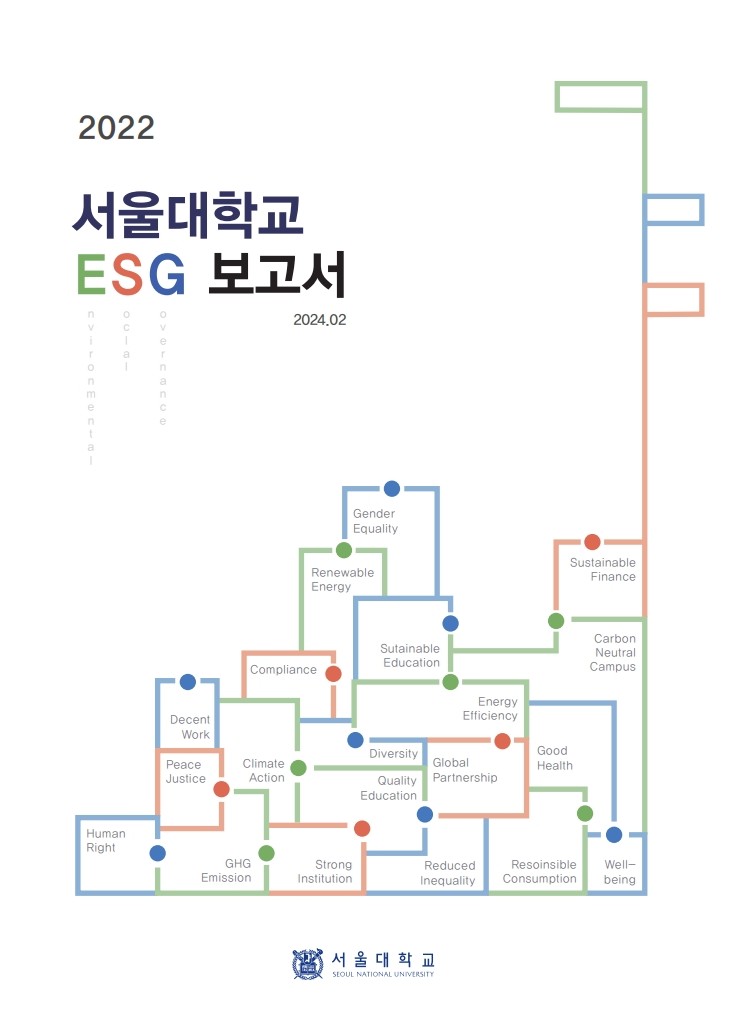 2022
서울대학교
ESG 보고서
nvironmental
ocial
overnance
2024.02
Gender
Equality
Renewable
Energy
Sustainable
Finance
Carbon
Neutral
Campus
Sutainable
Education
Compliance
Energy
Efficiency
Decent
Work
Diversity
Global
Partnership
Good
Health
Peace
Justice
Climate
Action
Quality
Education
Human
Right
GHG
Emission
Strong
Institution
Reduced
Inequality
Resoinsible
Consumption
Well-
being
서울대학교
SEOUL NATIONAL UNIVERSITY